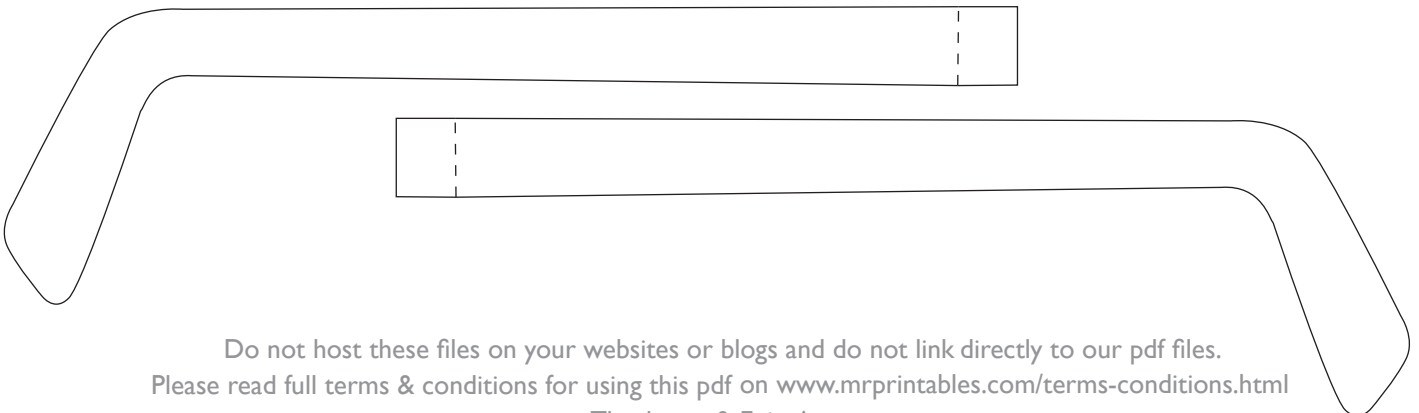 Do not host these files on your websites or blogs and do not link directly to our pdf files.
Please read full terms & conditions for using this pdf on www.mrprintables.com/terms-conditions.html